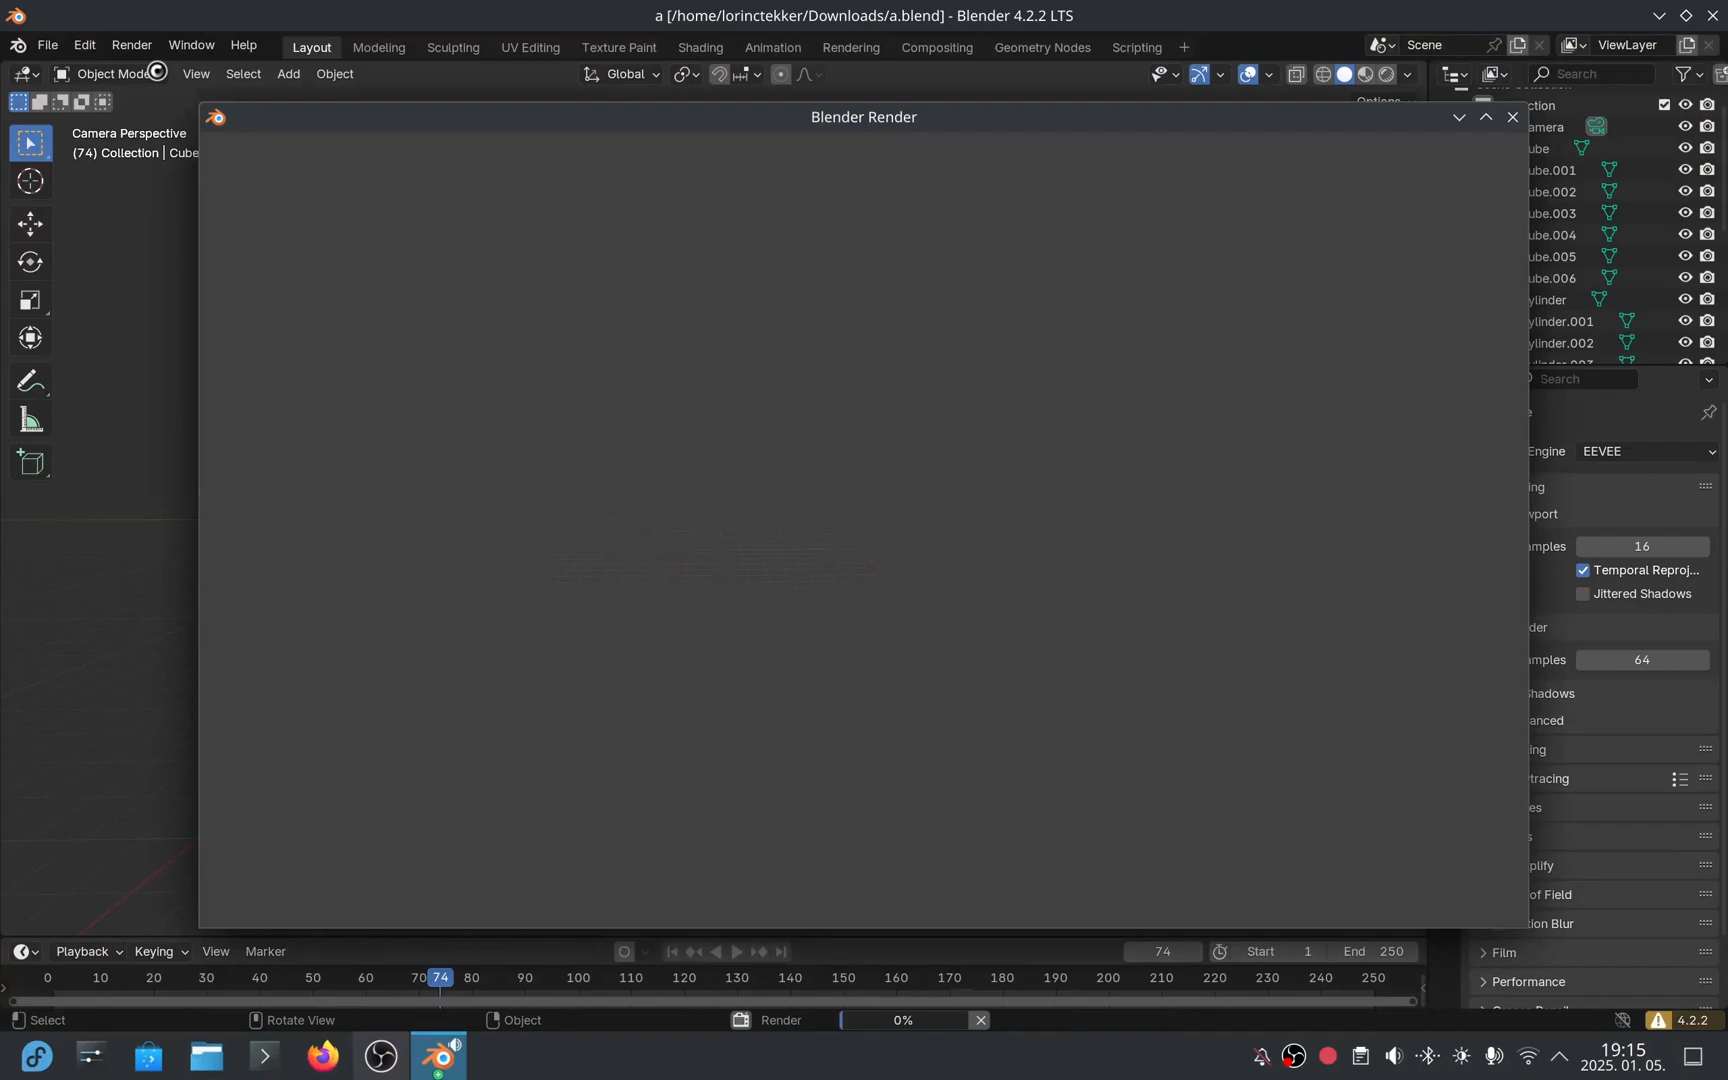 a [/home/lorinctekker/Downloads/a.blend] - Blender 4.2.2 LTS
File Edit Render Window Help Layout Modeling Sculpting UV Editing Texture Paint Shading Animation Rendering Compositing Geometry Nodes Scripting + Scene ViewLayer
Object Mode View Select Add Object Global Search
Options
Camera Perspective
(74) Collection | Cube
Blender Render
ction
amera
ube
ube.001
ube.002
ube.003
ube.004
ube.005
ube.006
ylinder
ylinder.001
ylinder.002
Search
e
Engine EEVEE
ing
wport
amples 16
Temporal Reproj...
Jittered Shadows
der
amples 64
Shadows
anced
ing
tracing
es
s
plify
of Field
tion Blur
Film
Performance
Playback Keying View Marker 74 Start 1 End 250
0 10 20 30 40 50 60 70 74 80 90 100 110 120 130 140 150 160 170 180 190 200 210 220 230 240 250
Select Rotate View Object Render 0% 4.2.2
19:15
2025. 01. 05.